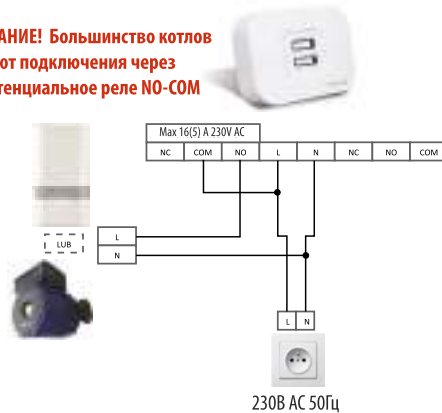 АНИЕ! Большинство котлов
от подключения через
тенциальное реле NO-COM
Max 16(5) A 230V AC
NC COM NO L N NC NO COM
LUB
L
N
L N
230В AC 50Гц